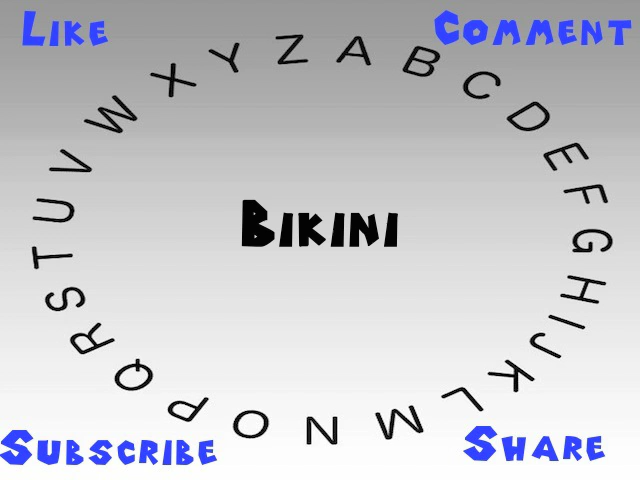 Like
Comment
A B C D E F G H I J K L M N O P Q R S T U V W X Y Z
Bikini
Subscribe
Share